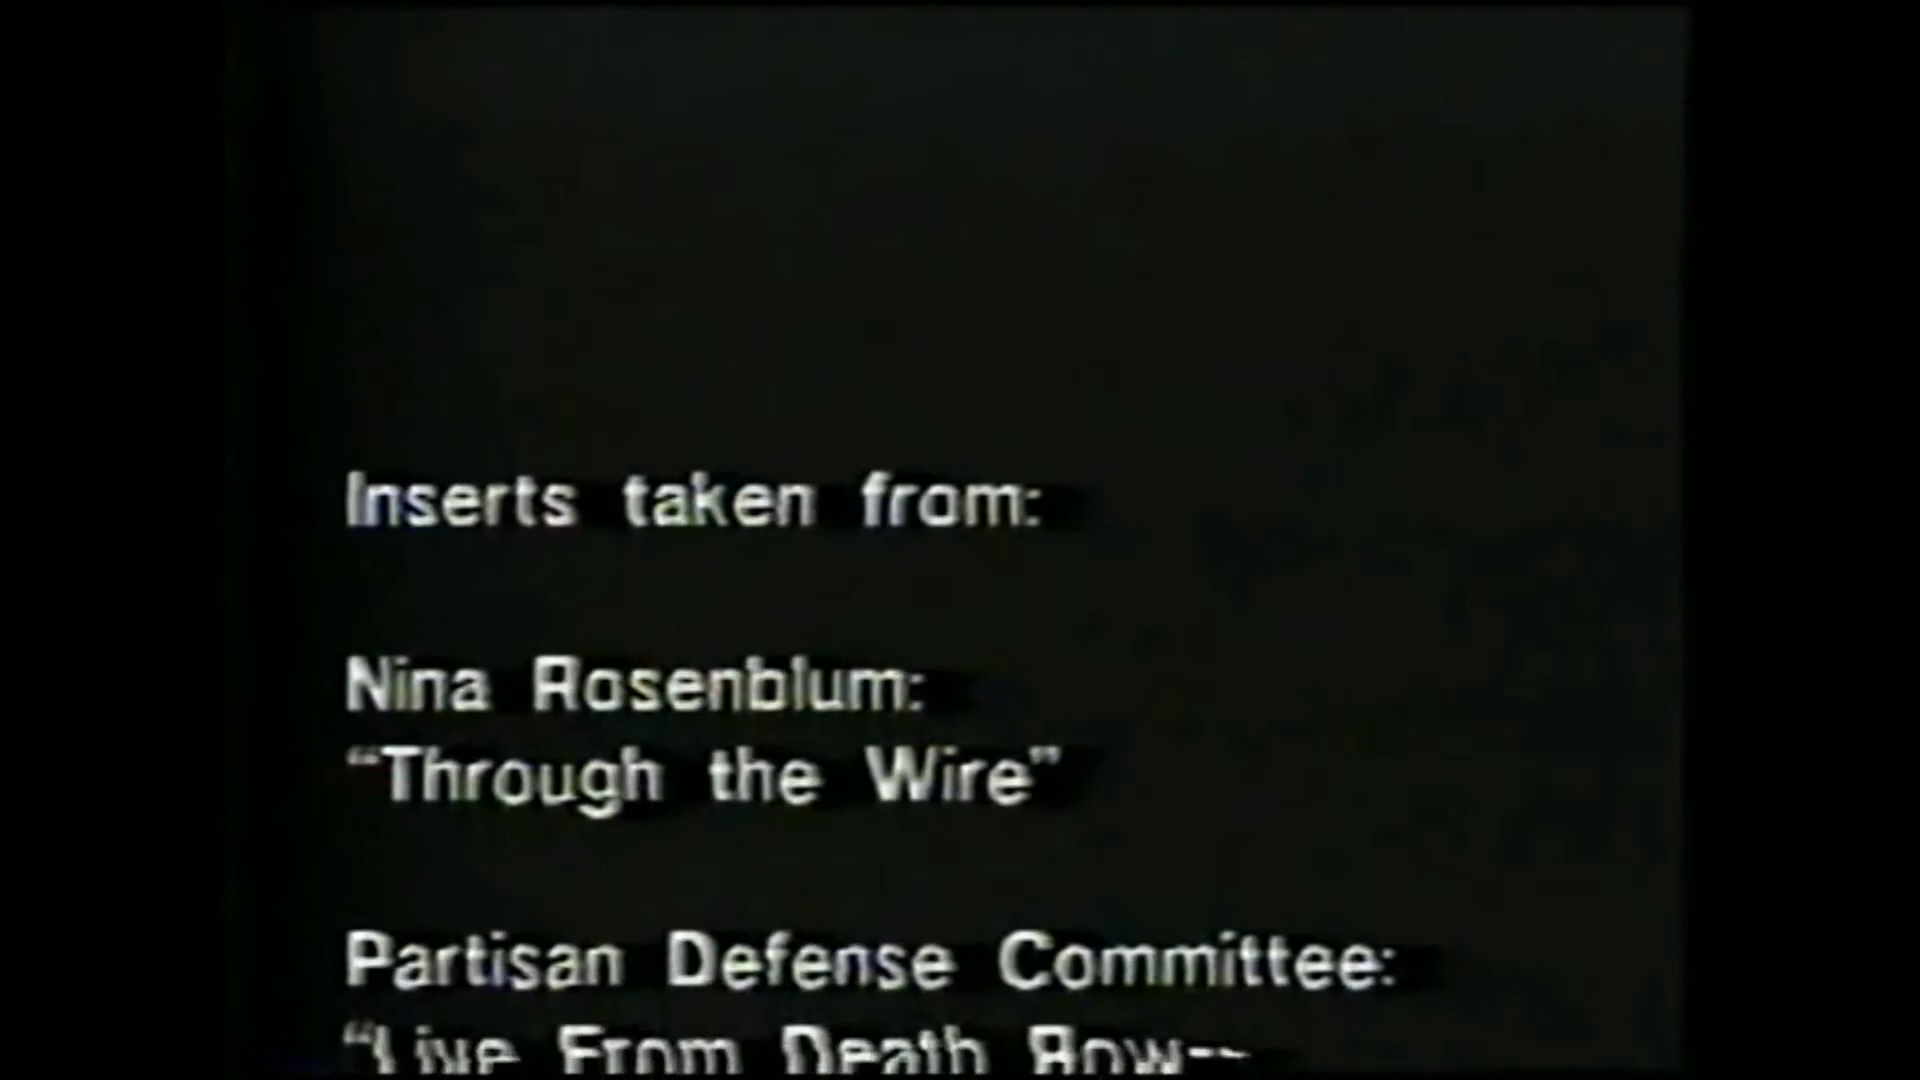 Inserts taken from:
Nina Rosenblum:
“Through the Wire”
Partisan Defense Committee:
“Live From Death Row--